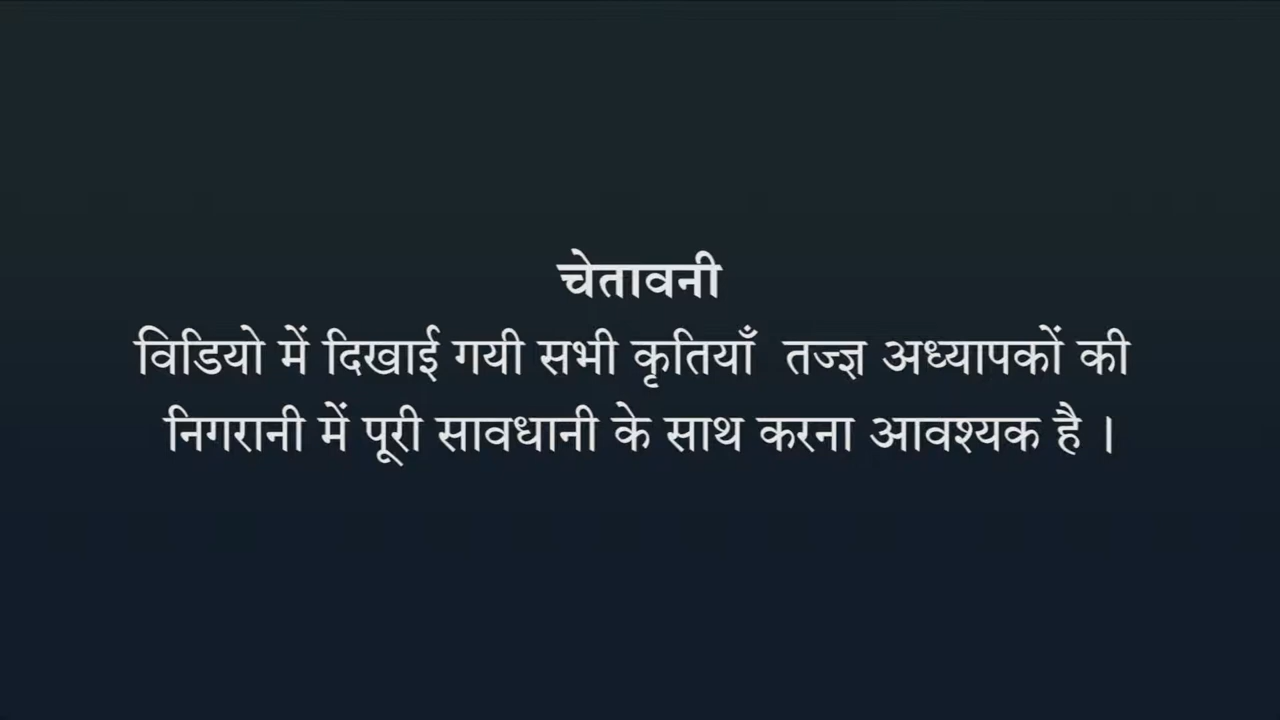 चेतावनी
विडियो में दिखाई गयी सभी कृतियाँ तज्ज्ञ अध्यापकों की
निगरानी में पूरी सावधानी के साथ करना आवश्यक है ।